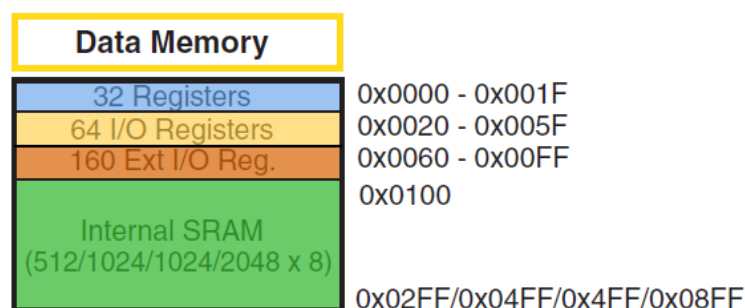 Data Memory
32 Registers 0x0000 - 0x001F
64 I/O Registers 0x0020 - 0x005F
160 Ext I/O Reg. 0x0060 - 0x00FF
0x0100
Internal SRAM
(512/1024/1024/2048 x 8)
0x02FF/0x04FF/0x4FF/0x08FF